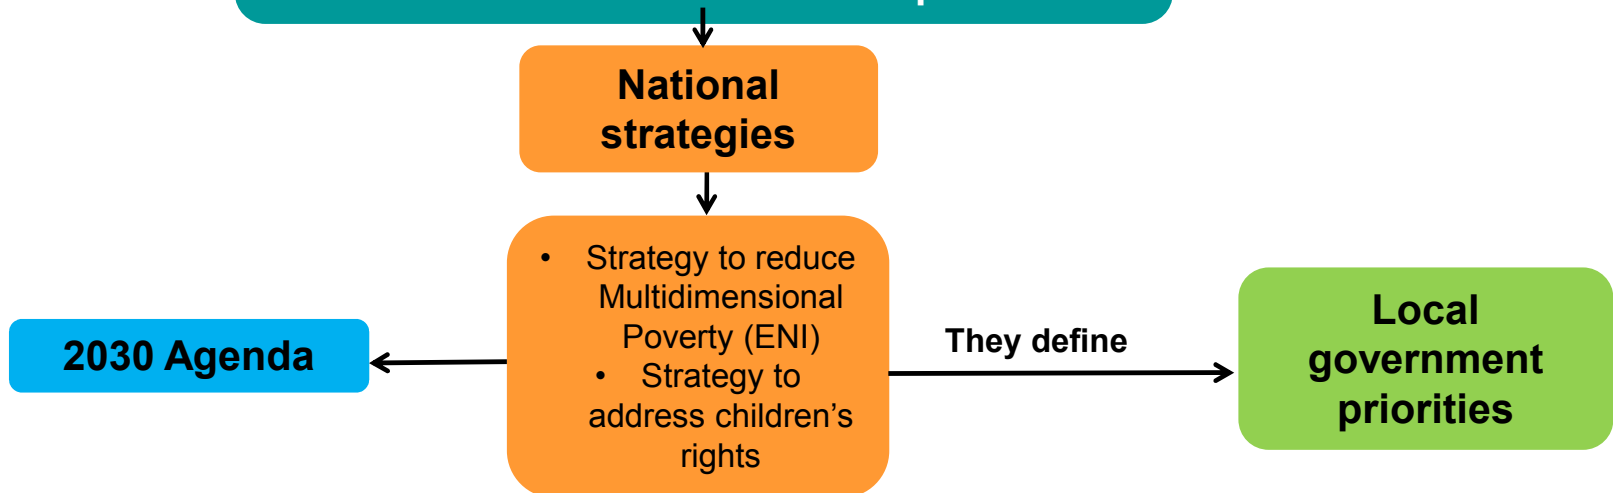 National
strategies
• Strategy to reduce
Multidimensional
Poverty (ENI)
• Strategy to
address children's
rights
2030 Agenda
They define
Local
government
priorities